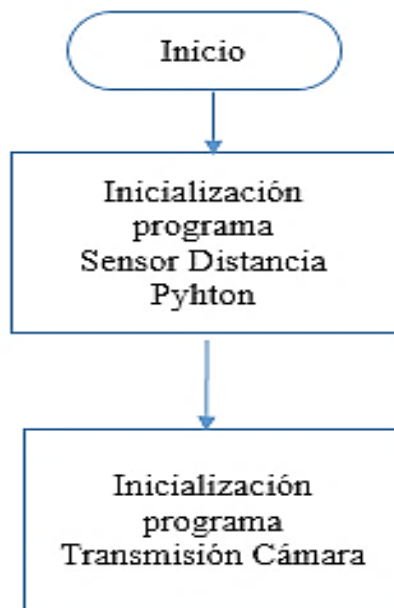 Inicio
Inicialización
programa
Sensor Distancia
Pyhton
Inicialización
programa
Transmisión Cámara